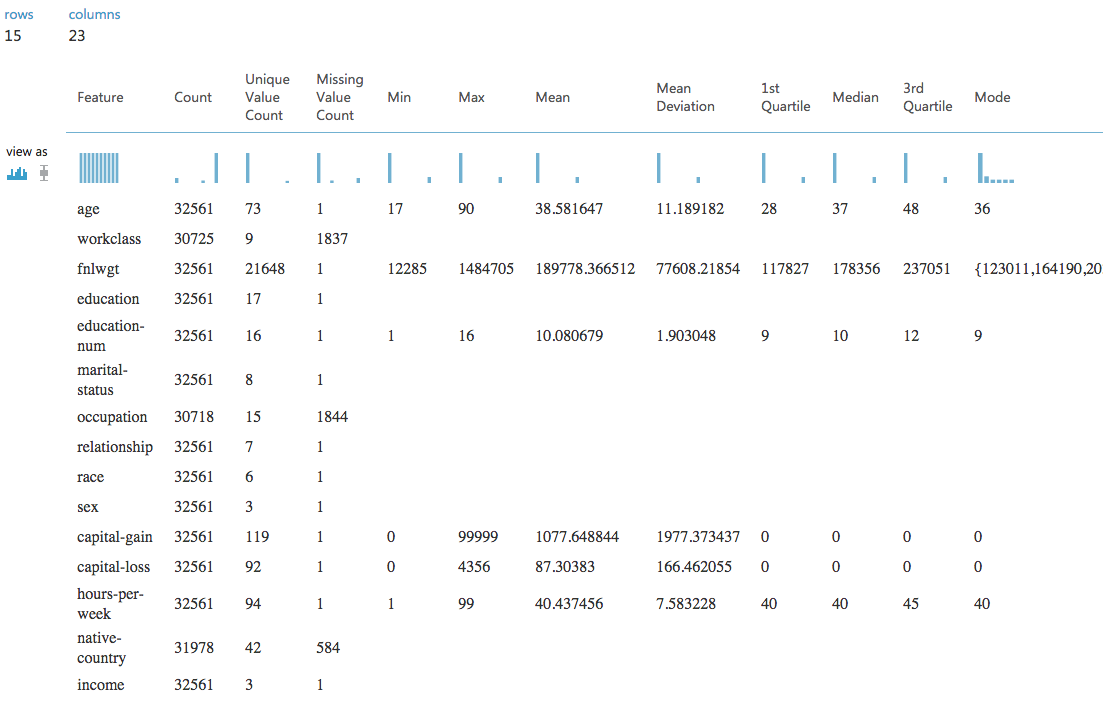 rows columns
15 23
Feature Count Unique Value Count Missing Value Count Min Max Mean Mean Deviation 1st Quartile Median 3rd Quartile Mode
view as
age 32561 73 1 17 90 38.581647 11.189182 28 37 48 36
workclass 30725 9 1837
fnlwgt 32561 21648 1 12285 1484705 189778.366512 77608.21854 117827 178356 237051 {123011,164190,20
education 32561 17 1
education-
num 32561 16 1 1 16 10.080679 1.903048 9 10 12 9
marital-
status 32561 8 1
occupation 30718 15 1844
relationship 32561 7 1
race 32561 6 1
sex 32561 3 1
capital-gain 32561 119 1 0 99999 1077.648844 1977.373437 0 0 0 0
capital-loss 32561 92 1 0 4356 87.30383 166.462055 0 0 0 0
hours-per-
week 32561 94 1 1 99 40.437456 7.583228 40 40 45 40
native-
country 31978 42 584
income 32561 3 1